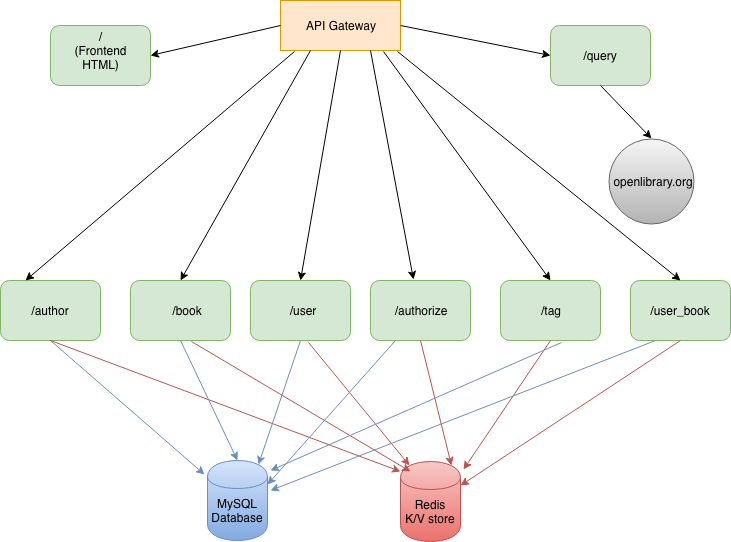 API Gateway
/
(Frontend
HTML)
/query
openlibrary.org
/author
/book
/user
/authorize
/tag
/user_book
MySQL
Database
Redis
K/V store